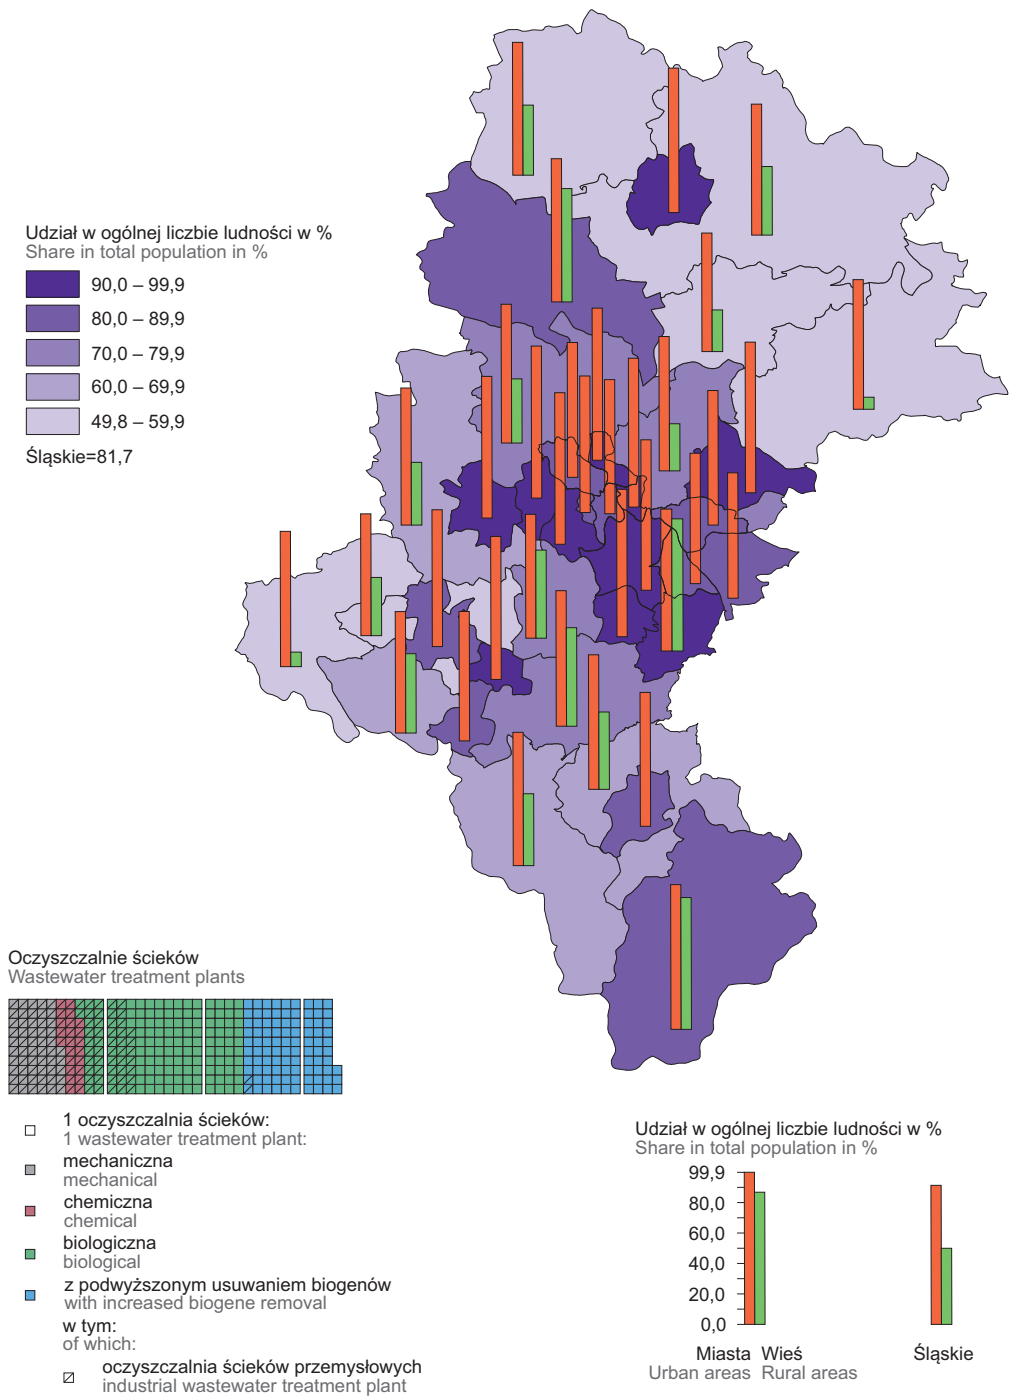 Udział w ogólnej liczbie ludności w %
Share in total population in %
90,0 – 99,9
80,0 – 89,9
70,0 – 79,9
60,0 – 69,9
49,8 – 59,9
Śląskie=81,7
Oczyszczalnie ścieków
Wastewater treatment plants
1 oczyszczalnia ścieków:
1 wastewater treatment plant:
mechaniczna
mechanical
chemiczna
chemical
biologiczna
biological
z podwyższonym usuwaniem biogenów
with increased biogene removal
w tym:
of which:
oczyszczalnia ścieków przemysłowych
industrial wastewater treatment plant
Udział w ogólnej liczbie ludności w %
Share in total population in %
99,9
80,0
60,0
40,0
20,0
0,0
Miasta Wieś
Urban areas Rural areas
Śląskie